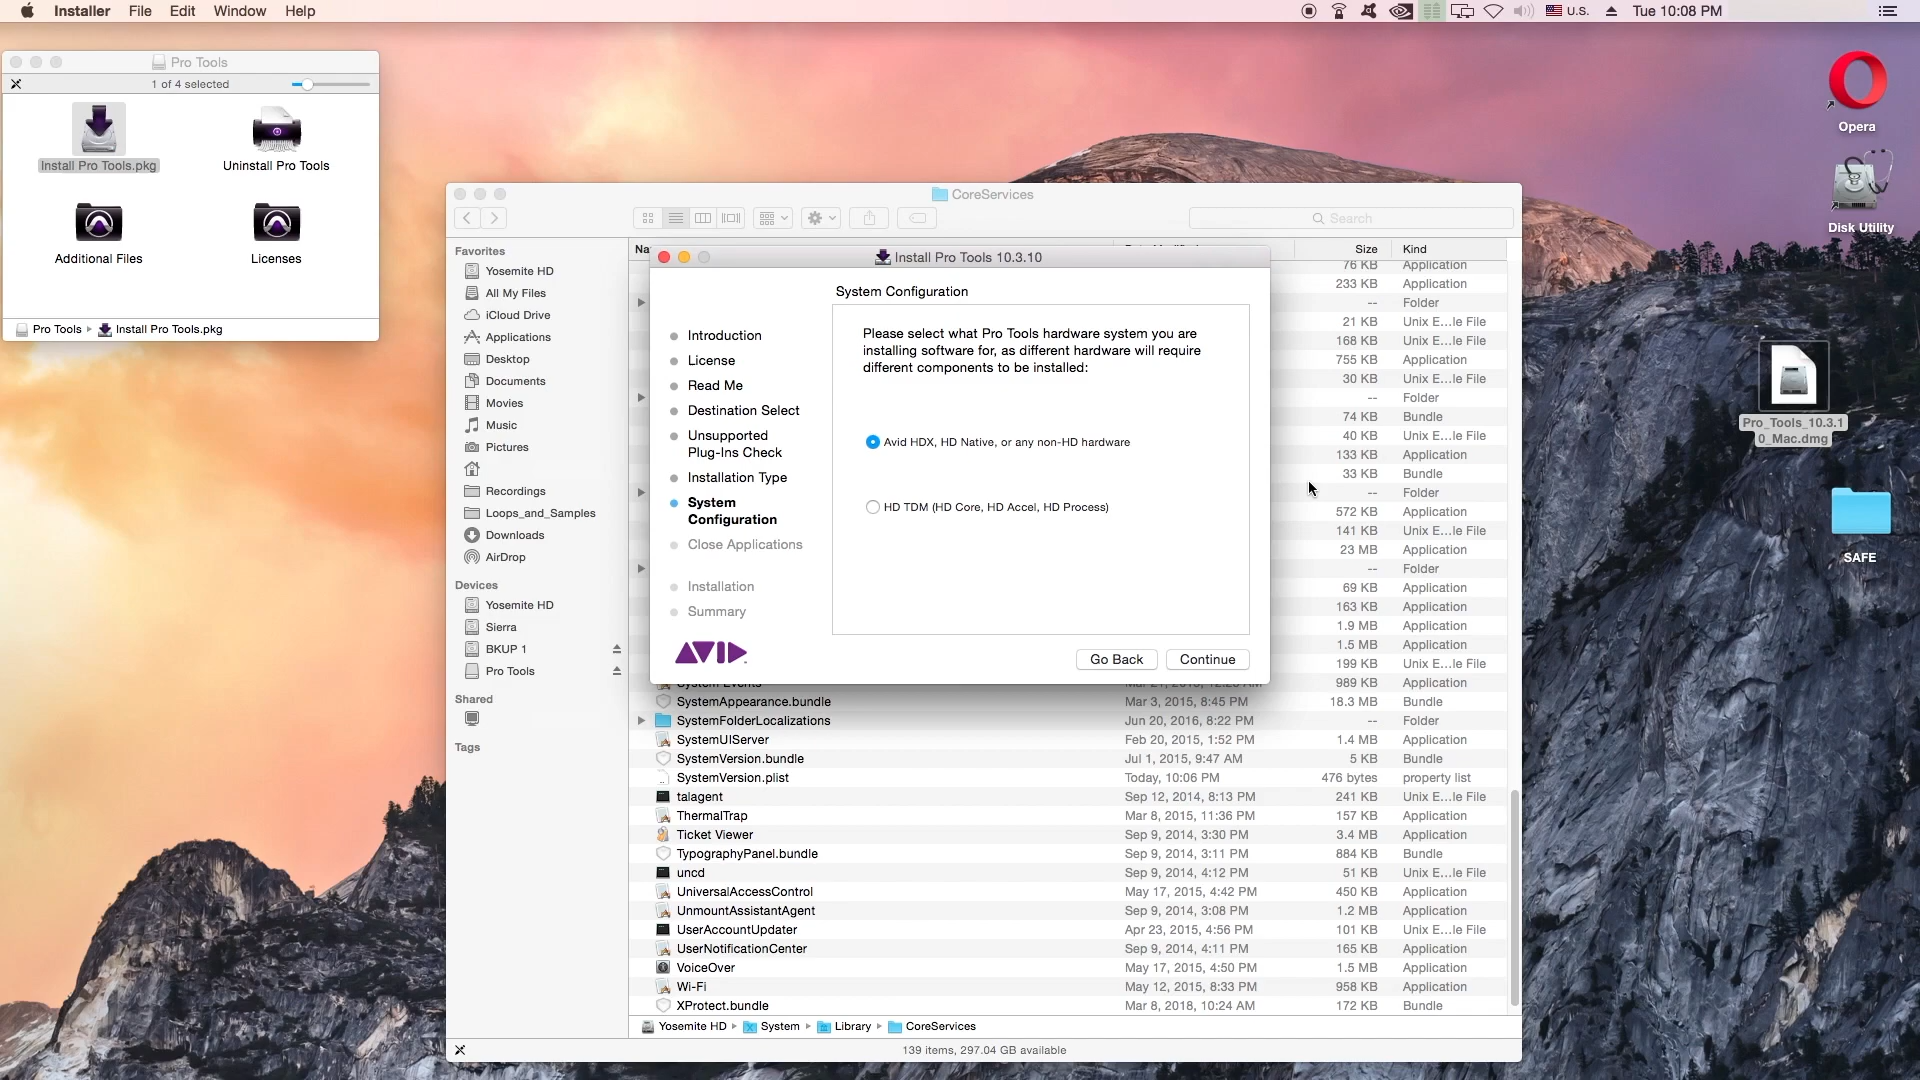 Installer File Edit Window Help
U.S. Tue 10:08 PM
Pro Tools
1 of 4 selected
Install Pro Tools.pkg
Uninstall Pro Tools
Additional Files
Licenses
Pro Tools Install Pro Tools.pkg
Opera
Disk Utility
Pro_Tools_10.3.1
0_Mac.dmg
SAFE
CoreServices
Search
Favorites
Yosemite HD
All My Files
iCloud Drive
Applications
Desktop
Documents
Movies
Music
Pictures
Recordings
Loops_and_Samples
Downloads
AirDrop
Devices
Yosemite HD
Sierra
BKUP 1
Pro Tools
Shared
Tags
Size Kind
76 KB Application
233 KB Application
-- Folder
21 KB Unix E...le File
168 KB Unix E...le File
755 KB Application
30 KB Unix E...le File
-- Folder
74 KB Bundle
40 KB Unix E...le File
133 KB Application
33 KB Bundle
-- Folder
572 KB Application
141 KB Unix E...le File
23 MB Application
-- Folder
69 KB Application
163 KB Application
1.9 MB Application
1.5 MB Application
199 KB Unix E...le File
Install Pro Tools 10.3.10
System Configuration
Introduction
License
Read Me
Destination Select
Unsupported
Plug-Ins Check
Installation Type
System
Configuration
Close Applications
Installation
Summary
AVID
Please select what Pro Tools hardware system you are
installing software for, as different hardware will require
different components to be installed:
Avid HDX, HD Native, or any non-HD hardware
HD TDM (HD Core, HD Accel, HD Process)
Go Back Continue
System Events 989 KB Application
SystemAppearance.bundle Mar 3, 2015, 8:45 PM 18.3 MB Bundle
SystemFolderLocalizations Jun 20, 2016, 8:22 PM -- Folder
SystemUIServer Feb 20, 2015, 1:52 PM 1.4 MB Application
SystemVersion.bundle Jul 1, 2015, 9:47 AM 5 KB Bundle
SystemVersion.plist Today, 10:06 PM 476 bytes property list
talagent Sep 12, 2014, 8:13 PM 241 KB Unix E...le File
ThermalTrap Mar 8, 2015, 11:36 PM 157 KB Application
Ticket Viewer Sep 9, 2014, 3:30 PM 3.4 MB Application
TypographyPanel.bundle Sep 9, 2014, 3:11 PM 884 KB Bundle
uncd Sep 9, 2014, 4:12 PM 51 KB Unix E...le File
UniversalAccessControl May 17, 2015, 4:42 PM 450 KB Application
UnmountAssistantAgent Sep 9, 2014, 3:08 PM 1.2 MB Application
UserAccountUpdater Apr 23, 2015, 4:56 PM 101 KB Unix E...le File
UserNotificationCenter Sep 9, 2014, 4:11 PM 165 KB Application
VoiceOver May 17, 2015, 4:50 PM 1.5 MB Application
Wi-Fi May 12, 2015, 8:33 PM 958 KB Application
XProtect.bundle Mar 8, 2018, 10:24 AM 172 KB Bundle
Yosemite HD System Library CoreServices
139 items, 297.04 GB available